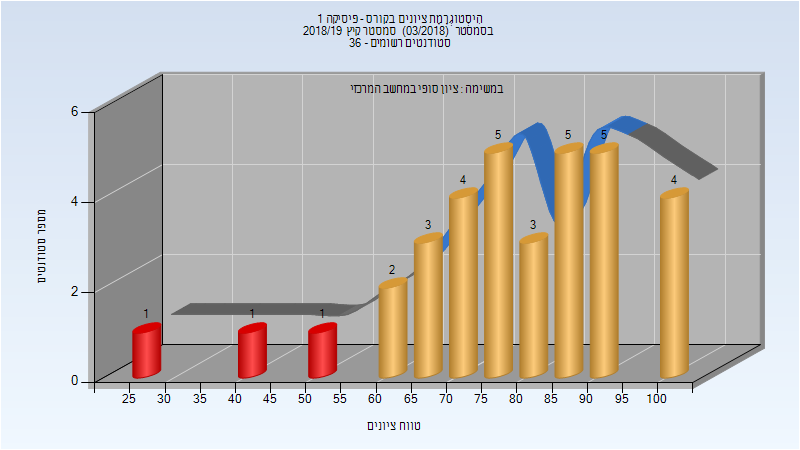 היסטוגרמת ציונים בקורס - פיסיקה 1
בסמסטר (03/2018) סמסטר קיץ 2018/19
סטודנטים רשומים - 36
במשימה : ציון סופי במחשב המרכזי
מספר סטודנטים
6
4
2
0
1
1
1
2
3
4
5
3
5
5
4
25 30 35 40 45 50 55 60 65 70 75 80 85 90 95 100
טווח ציונים